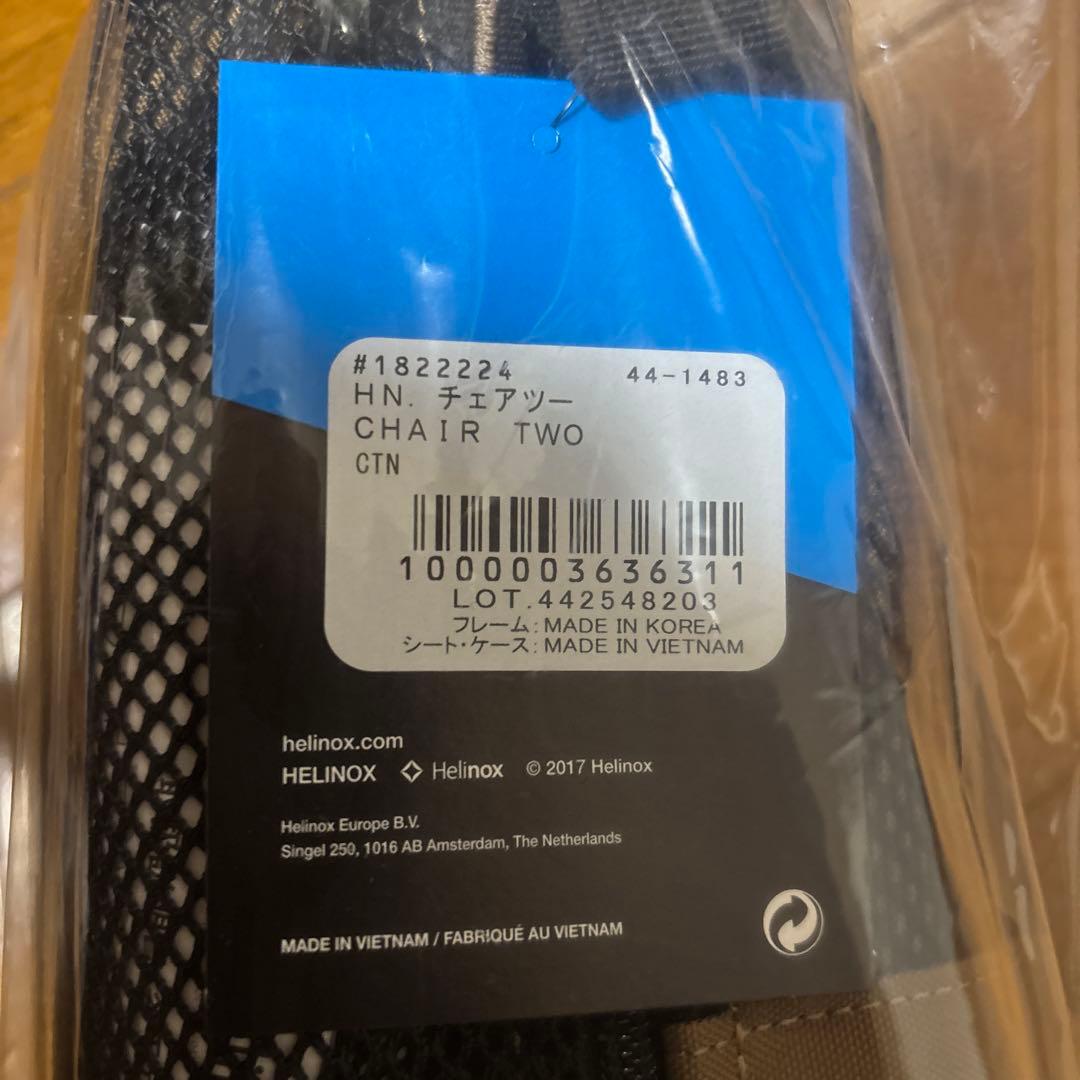 #1822224 44-1483
HN. チェアツー
CHAIR TWO
CTN
1000003636311
LOT.442548203
フレーム:MADE IN KOREA
シート・ケース:MADE IN VIETNAM
helinox.com
HELINOX Helinox © 2017 Helinox
Helinox Europe B.V.
Singel 250, 1016 AB Amsterdam, The Netherlands
MADE IN VIETNAM / FABRIQUÉ AU VIETNAM